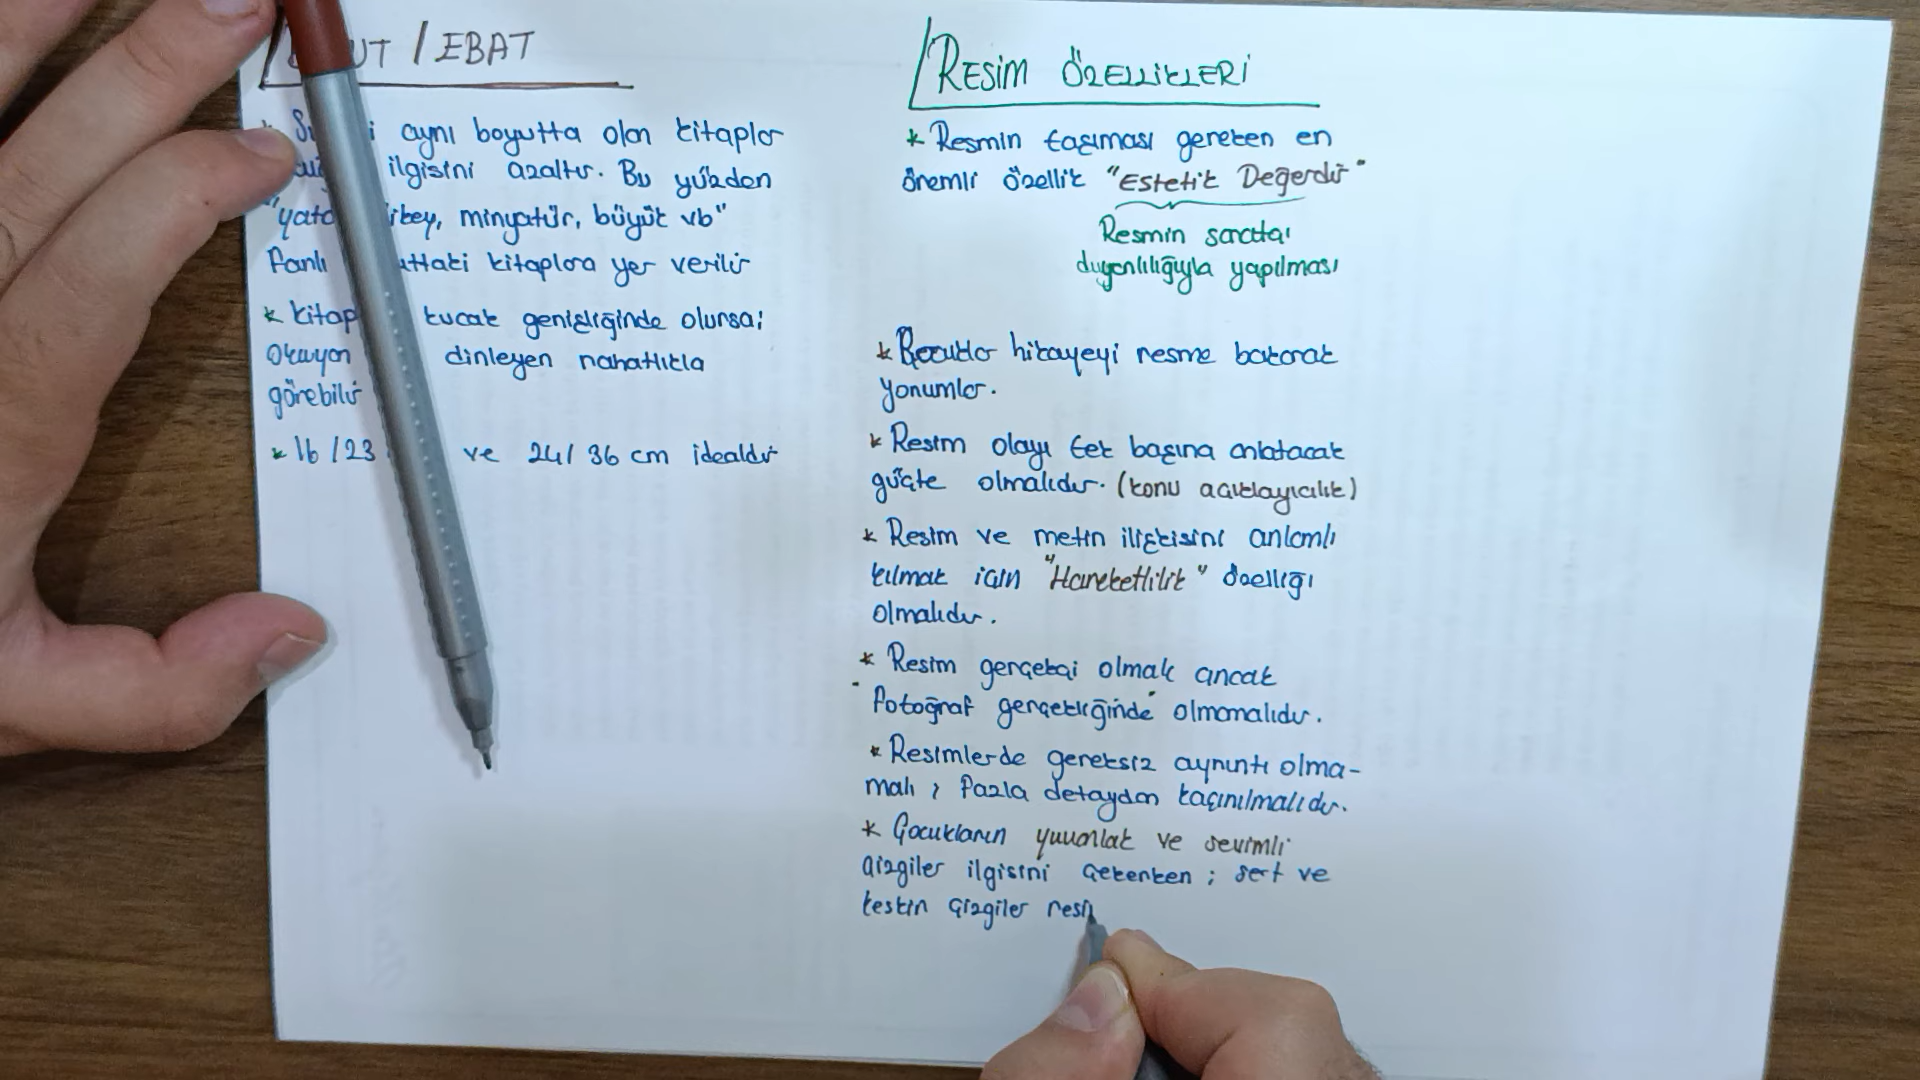 / EBAT
aynı boyutta olan kitaplar
ilgisini azaltır. Bu yüzden
minyatür, büyük vb"
farklı kitaplara yer verilir
* kitap kucak genişliğinde olursa;
Okuyan dinleyen rahatlıkla
görebilir
* 16/23 ve 24/36 cm idealdir
/RESİM ÖZELLİKLERİ
* Resmin taşıması gereken en
önemli özellik "Estetik Değerdir"
Resmin sanatta
duyarlılığıyla yapılması
* Çocuklar hikayeyi resme bakarak
yorumlar.
* Resim olayı tek başına anlatacak
güçte olmalıdır. (konu açıklayıcılık)
* Resim ve metin ilişkisini anlamlı
kılmak için "Hareketlilik" özelliği
olmalıdır.
* Resim gerçekçi olmalı ancak
"fotoğraf gerçekliğinde" olmamalıdır.
* Resimlerde gereksiz ayrıntı olma-
malı, fazla detaydan kaçınılmalıdır.
* Çocukların yuvarlak ve sevimli
çizgiler ilgisini çekerken; sert ve
keskin çizgiler resi